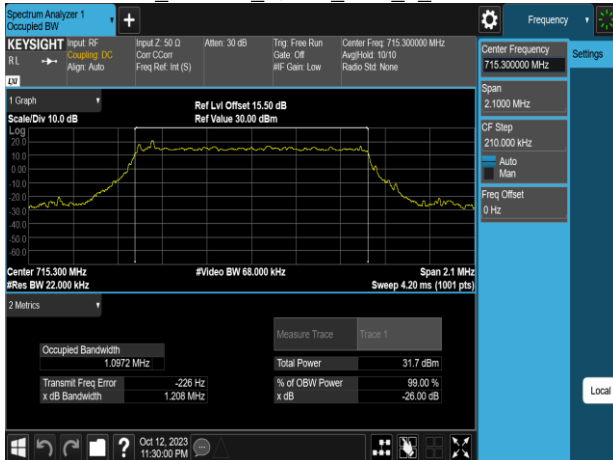 Spectrum Analyzer 1
Occupied BW
Frequency
KEYSIGHT
Input: RF
Coupling: DC
Align: Auto
Input Z: 50 Ω
Corr CCorr
Freq Ref: Int (S)
Atten: 30 dB
Trig: Free Run
Gate: Off
#IF Gain: Low
Center Freq: 715.300000 MHz
Avg|Hold: 10/10
Radio Std: None
R L
LXI
Center Frequency
715.300000 MHz
Settings
Span
2.1000 MHz
CF Step
210.000 kHz
Auto
Man
Freq Offset
0 Hz
1 Graph
Scale/Div 10.0 dB
Ref Lvl Offset 15.50 dB
Ref Value 30.00 dBm
Log
20.0
10.0
0.00
-10.0
-20.0
-30.0
-40.0
-50.0
-60.0
Center 715.300 MHz
#Res BW 22.000 kHz
#Video BW 68.000 kHz
Span 2.1 MHz
Sweep 4.20 ms (1001 pts)
2 Metrics
Measure Trace
Trace 1
Occupied Bandwidth
1.0972 MHz
Total Power
31.7 dBm
Transmit Freq Error
-226 Hz
% of OBW Power
99.00 %
x dB Bandwidth
1.208 MHz
x dB
-26.00 dB
Local
Oct 12, 2023
11:30:00 PM